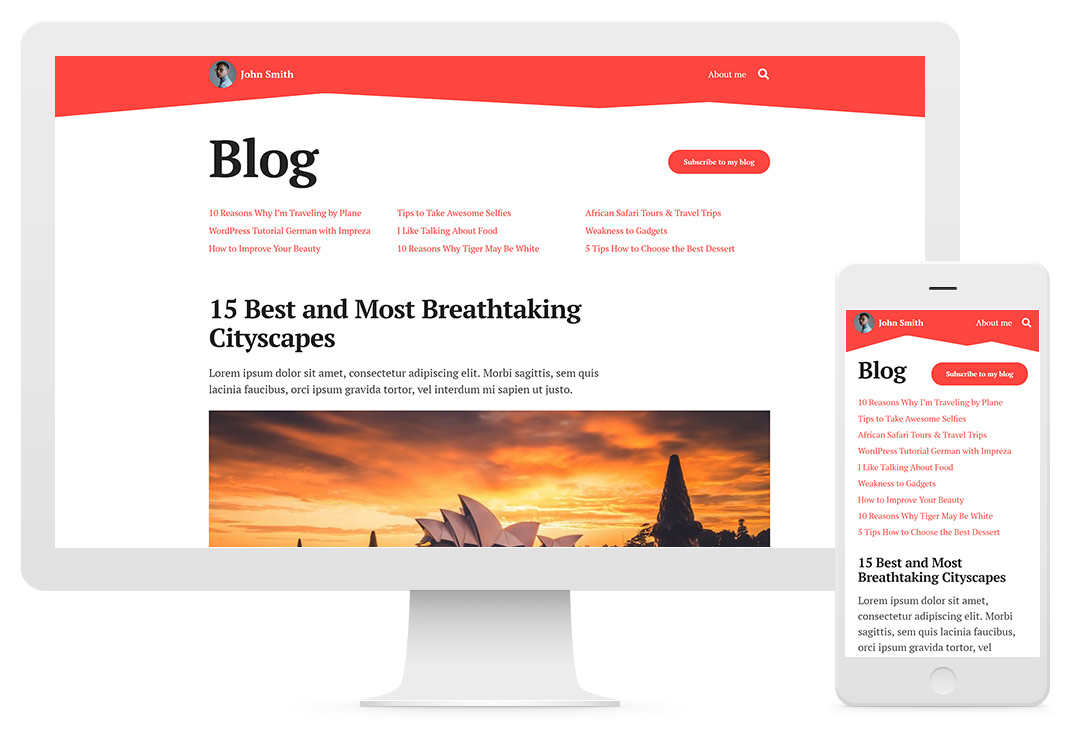 John Smith
About me
Blog
Subscribe to my blog
10 Reasons Why I'm Traveling by Plane
Tips to Take Awesome Selfies
African Safari Tours & Travel Trips
WordPress Tutorial German with Impreza
I Like Talking About Food
Weakness to Gadgets
How to Improve Your Beauty
10 Reasons Why Tiger May Be White
5 Tips How to Choose the Best Dessert
15 Best and Most Breathtaking
Cityscapes
Lorem ipsum dolor sit amet, consectetur adipiscing elit. Morbi sagittis, sem quis
lacinia faucibus, orci ipsum gravida tortor, vel interdum mi sapien ut justo.
John Smith
About me
Blog
Subscribe to my blog
10 Reasons Why I'm Traveling by Plane
Tips to Take Awesome Selfies
African Safari Tours & Travel Trips
WordPress Tutorial German with Impreza
I Like Talking About Food
Weakness to Gadgets
How to Improve Your Beauty
10 Reasons Why Tiger May Be White
5 Tips How to Choose the Best Dessert
15 Best and Most
Breathtaking Cityscapes
Lorem ipsum dolor sit amet,
consectetur adipiscing elit. Morbi
sagittis, sem quis lacinia faucibus,
orci ipsum gravida tortor, vel